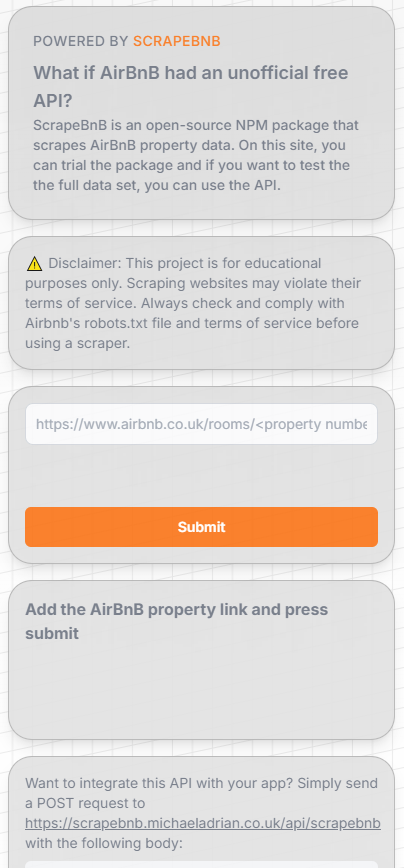 POWERED BY SCRAPEBNB
What if AirBnB had an unofficial free
API?
ScrapeBnB is an open-source NPM package that
scrapes AirBnB property data. On this site, you
can trial the package and if you want to test the
the full data set, you can use the API.
⚠️ Disclaimer: This project is for educational
purposes only. Scraping websites may violate their
terms of service. Always check and comply with
Airbnb's robots.txt file and terms of service before
using a scraper.
https://www.airbnb.co.uk/rooms/<property numbe
Submit
Add the AirBnB property link and press
submit
Want to integrate this API with your app? Simply send
a POST request to
https://scrapebnb.michaeladrian.co.uk/api/scrapebnb
with the following body: